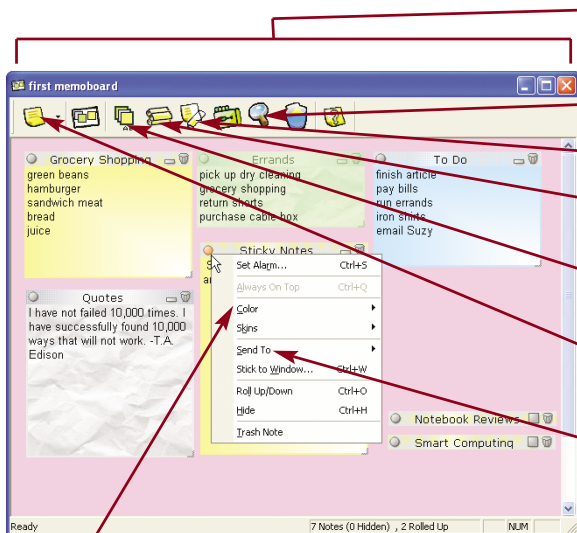 first memoboard
Grocery Shopping
green beans
hamburger
sandwich meat
bread
juice
Errands
pick up dry cleaning
grocery shopping
return shorts
purchase cable box
To Do
finish article
pay bills
run errands
iron shirts
email Suzy
Sticky Notes
Set Alarm... Ctrl+S
Always On Top Ctrl+Q
Color
Skins
Send To
Stick to Window... Ctrl+W
Roll Up/Down Ctrl+O
Hide Ctrl+H
Trash Note
Quotes
I have not failed 10,000 times. I
have successfully found 10,000
ways that will not work. -T.A.
Edison
Notebook Reviews
Smart Computing
Ready
7 Notes (0 Hidden) , 2 Rolled Up
NUM